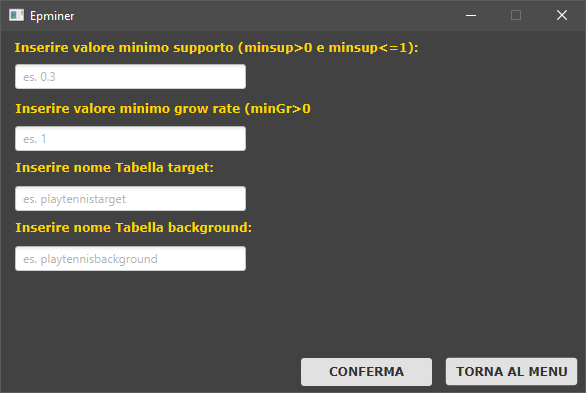 Epminer
Inserire valore minimo supporto (minsup>0 e minsup<=1):
es. 0.3
Inserire valore minimo grow rate (minGr>0
es. 1
Inserire nome Tabella target:
es. playtennistarget
Inserire nome Tabella background:
es. playtennisbackground
CONFERMA
TORNA AL MENU